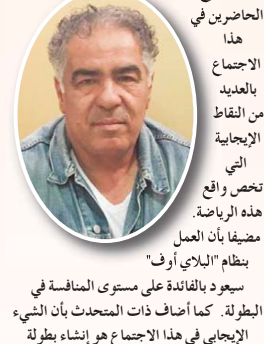 الحاضرين في
هذا
الاجتماع
بالعديد
من النقاط
الإيجابية
التي
تخص واقع
هذه الرياضة.
مضيفا بأن العمل
بنظام "البلاي أوف"
سيعود بالفائدة على مستوى المنافسة في
البطولة. كما أضاف ذات المتحدث بأن الشيء
الإيجابي في هذا الاجتماع هو إنشاء بطولة